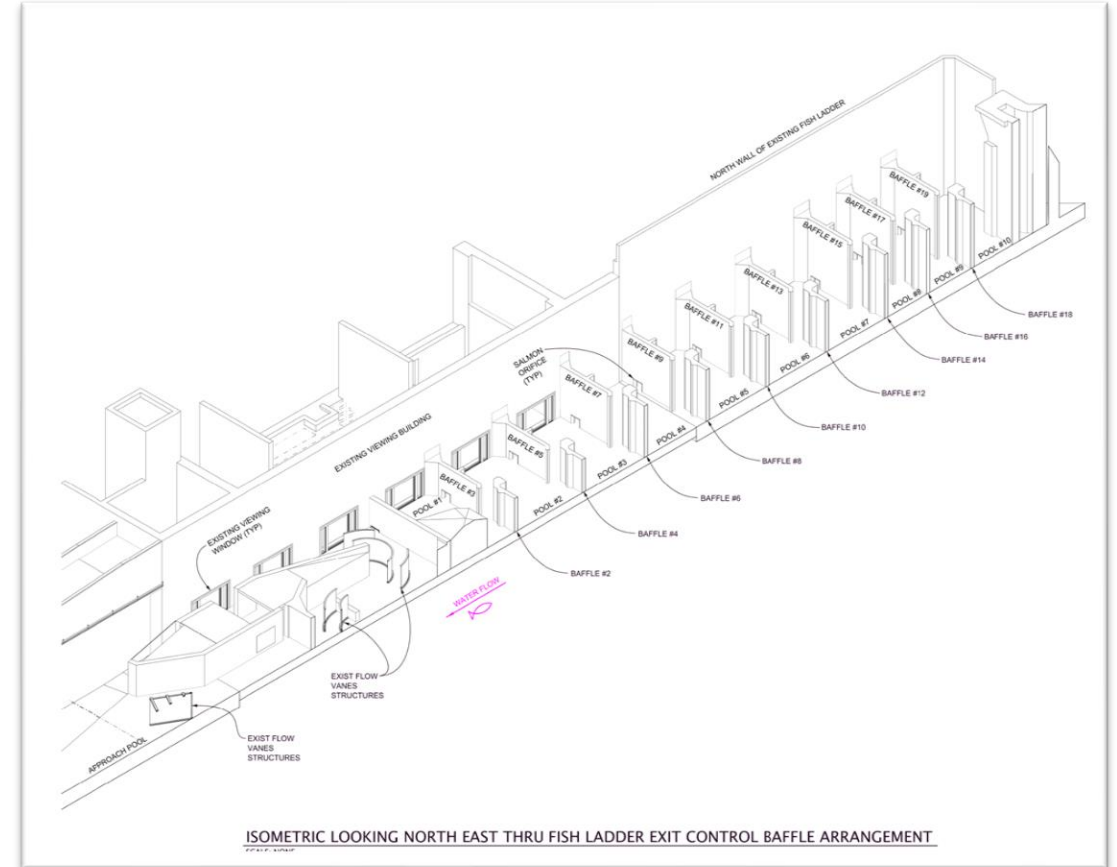 NORTH WALL OF EXISTING FISH LADDER
BAFFLE #19
BAFFLE #17
BAFFLE #15
BAFFLE #13
BAFFLE #11
BAFFLE #9
BAFFLE #7
BAFFLE #5
BAFFLE #3
SALMON
ORIFICE
(TYP)
POOL #10
POOL #9
POOL #8
POOL #7
POOL #6
POOL #5
POOL #4
POOL #3
POOL #2
POOL #1
BAFFLE #18
BAFFLE #16
BAFFLE #14
BAFFLE #12
BAFFLE #10
BAFFLE #8
BAFFLE #6
BAFFLE #4
BAFFLE #2
EXISTING VIEWING BUILDING
EXISTING VIEWING
WINDOW (TYP)
WATER FLOW
EXIST FLOW
VANES
STRUCTURES
EXIST FLOW
VANES
STRUCTURES
APPROACH POOL
ISOMETRIC LOOKING NORTH EAST THRU FISH LADDER EXIT CONTROL BAFFLE ARRANGEMENT